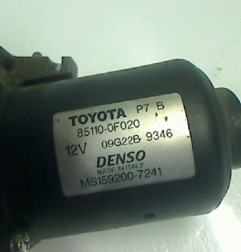 TOYOTA P7 B
85110-0F020
12V 09G22B 9346
DENSO
MADE IN ITALY
MS159200-7241